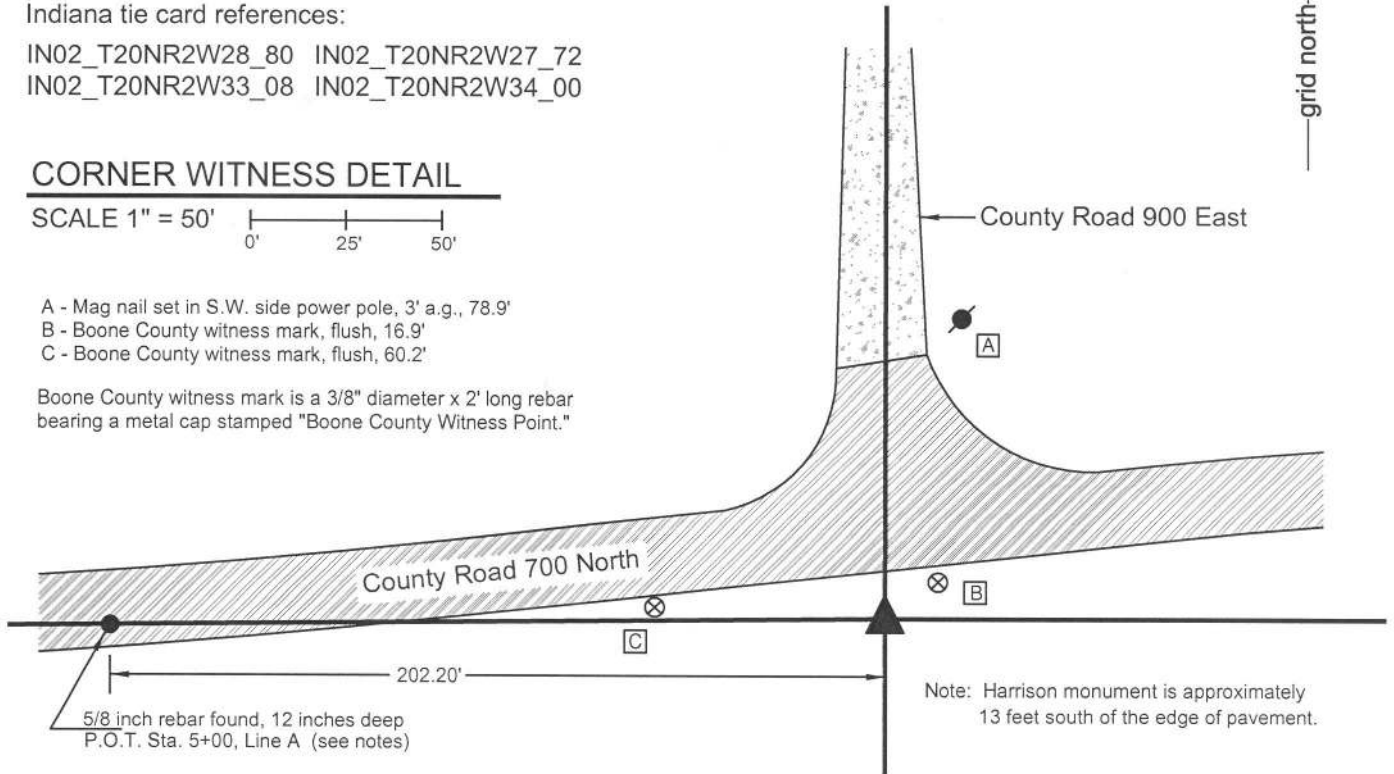 Indiana tie card references:
IN02_T20NR2W28_80 IN02_T20NR2W27_72
IN02_T20NR2W33_08 IN02_T20NR2W34_00
grid north
CORNER WITNESS DETAIL
SCALE 1" = 50'
0' 25' 50'
County Road 900 East
A - Mag nail set in S.W. side power pole, 3' a.g., 78.9'
B - Boone County witness mark, flush, 16.9'
C - Boone County witness mark, flush, 60.2'
A
Boone County witness mark is a 3/8" diameter x 2' long rebar
bearing a metal cap stamped "Boone County Witness Point."
County Road 700 North
B
C
202.20'
5/8 inch rebar found, 12 inches deep
P.O.T. Sta. 5+00, Line A (see notes)
Note: Harrison monument is approximately
13 feet south of the edge of pavement.